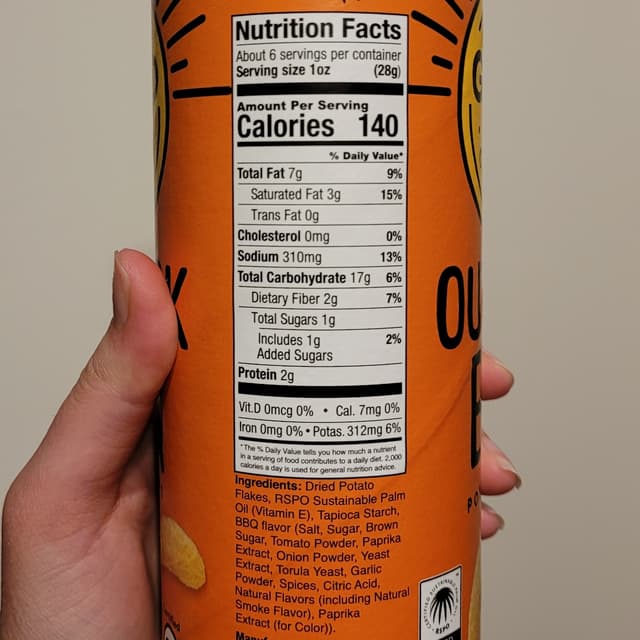 Nutrition Facts
About 6 servings per container
Serving size 1oz (28g)
Amount Per Serving
Calories 140
% Daily Value*
Total Fat 7g 9%
Saturated Fat 3g 15%
Trans Fat 0g
Cholesterol 0mg 0%
Sodium 310mg 13%
Total Carbohydrate 17g 6%
Dietary Fiber 2g 7%
Total Sugars 1g
Includes 1g 2%
Added Sugars
Protein 2g
Vit.D 0mcg 0% • Cal. 7mg 0%
Iron 0mg 0% • Potas. 312mg 6%
*The % Daily Value tells you how much a nutrient
in a serving of food contributes to a daily diet. 2,000
calories a day is used for general nutrition advice.
Ingredients: Dried Potato
Flakes, RSPO Sustainable Palm
Oil (Vitamin E), Tapioca Starch,
BBQ flavor (Salt, Sugar, Brown
Sugar, Tomato Powder, Paprika
Extract, Onion Powder, Yeast
Extract, Torula Yeast, Garlic
Powder, Spices, Citric Acid,
Natural Flavors (including Natural
Smoke Flavor), Paprika
Extract (for Color)).
OU
RSPO